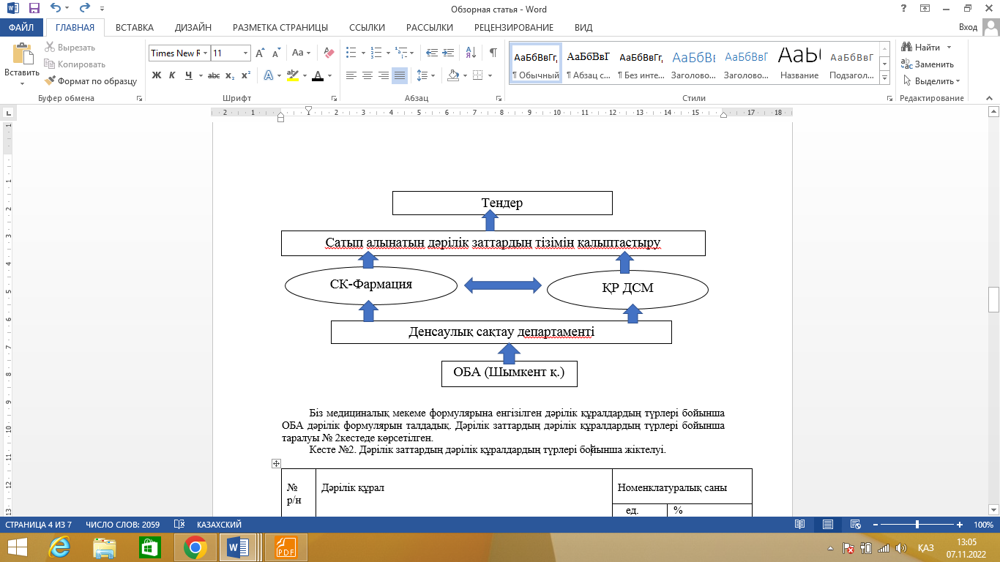 Обзорная статья - Word
ФАЙЛ ГЛАВНАЯ ВСТАВКА ДИЗАЙН РАЗМЕТКА СТРАНИЦЫ ССЫЛКИ РАССЫЛКИ РЕЦЕНЗИРОВАНИЕ ВИД Вход
Вставить
Вырезать
Копировать
Формат по образцу
Буфер обмена
Times New R 11
Aa
Ж К Ч abc x₂ x²
Шрифт
Абзац
АаБбВвГг, АаБбВвГ АаБбВвГг, АаБбВ АаБбВвГ АаБ АаБбВвГ
¶ Обычный ¶ Абзац с... ¶ Без инте... Заголово... Заголово... Название Подзагол...
Стили
Найти
Заменить
Выделить
Редактирование
2 1 1 2 3 4 5 6 7 8 9 10 11 12 13 14 15 17 18
1 1 2 3 4 5 6 7 8 9 10 11 12 13
Тендер
Сатып алынатын дәрілік заттардын тізімін қалыптастыру
СК-Фармация
ҚР ДСМ
Денсаулық сақтау департаменті
ОБА (Шымкент қ.)
Біз медициналық мекеме формулярына енгізілген дәрілік құралдардың түрлері бойынша
ОБА дәрілік формулярын талдадық. Дәрілік заттардың дәрілік құралдардың түрлері бойынша
таралуы № 2кестеде көрсетілген.
Кесте №2. Дәрілік заттардың дәрілік құралдардың түрлері бойынша жіктелуі.
№
р/н
Дәрілік құрал
Номенклатуралық саны
ед. %
СТРАНИЦА 4 ИЗ 7 ЧИСЛО СЛОВ: 2059 КАЗАХСКИЙ 100%
PDF
ҚАЗ
13:05
07.11.2022